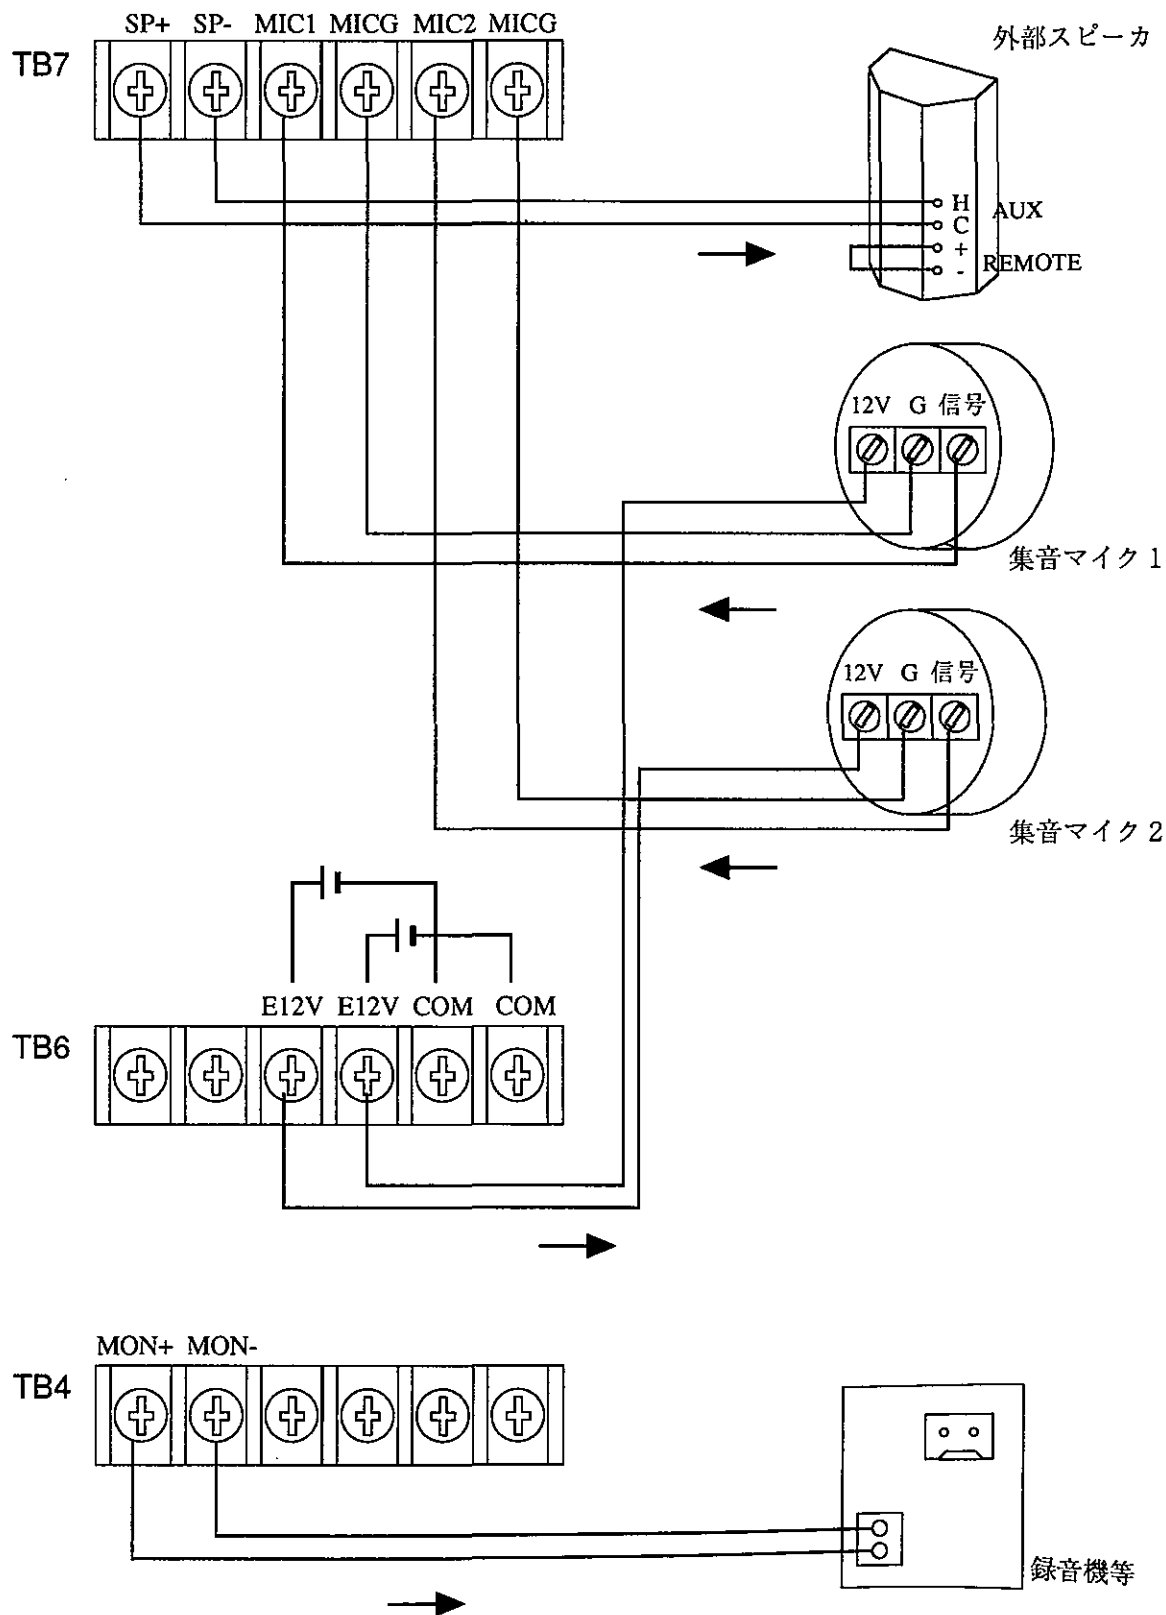 SP+ SP- MIC1 MICG MIC2 MICG
TB7
外部スピーカ
H
AUX
C
+
REMOTE
-
12V G 信号
集音マイク 1
12V G 信号
集音マイク 2
E12V E12V COM COM
TB6
MON+ MON-
TB4
録音機等